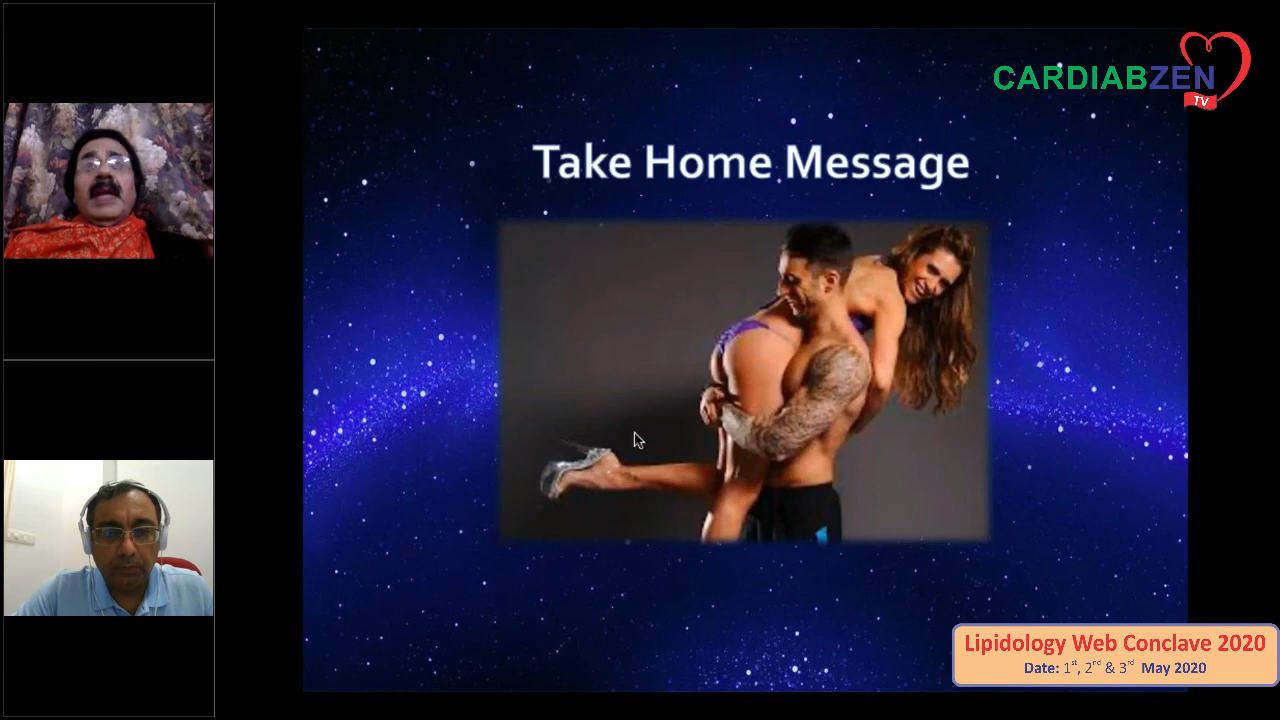 CARDIABZEN
TV
Take Home Message
Lipidology Web Conclave 2020
Date: 1st, 2nd & 3rd May 2020